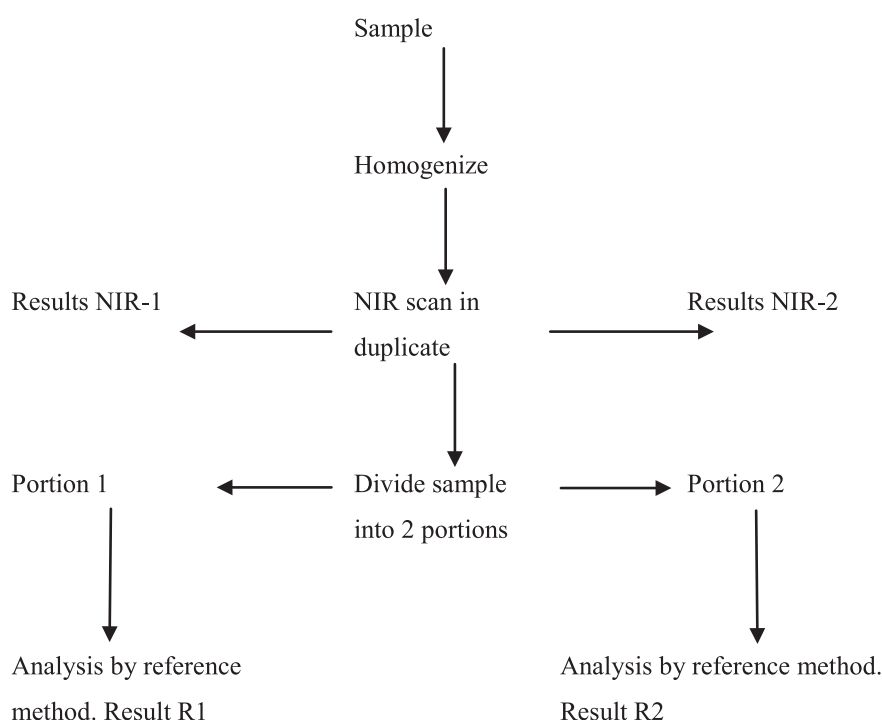 Sample
Homogenize
Results NIR-1
NIR scan in
duplicate
Results NIR-2
Portion 1
Divide sample
into 2 portions
Portion 2
Analysis by reference
method. Result R1
Analysis by reference method.
Result R2